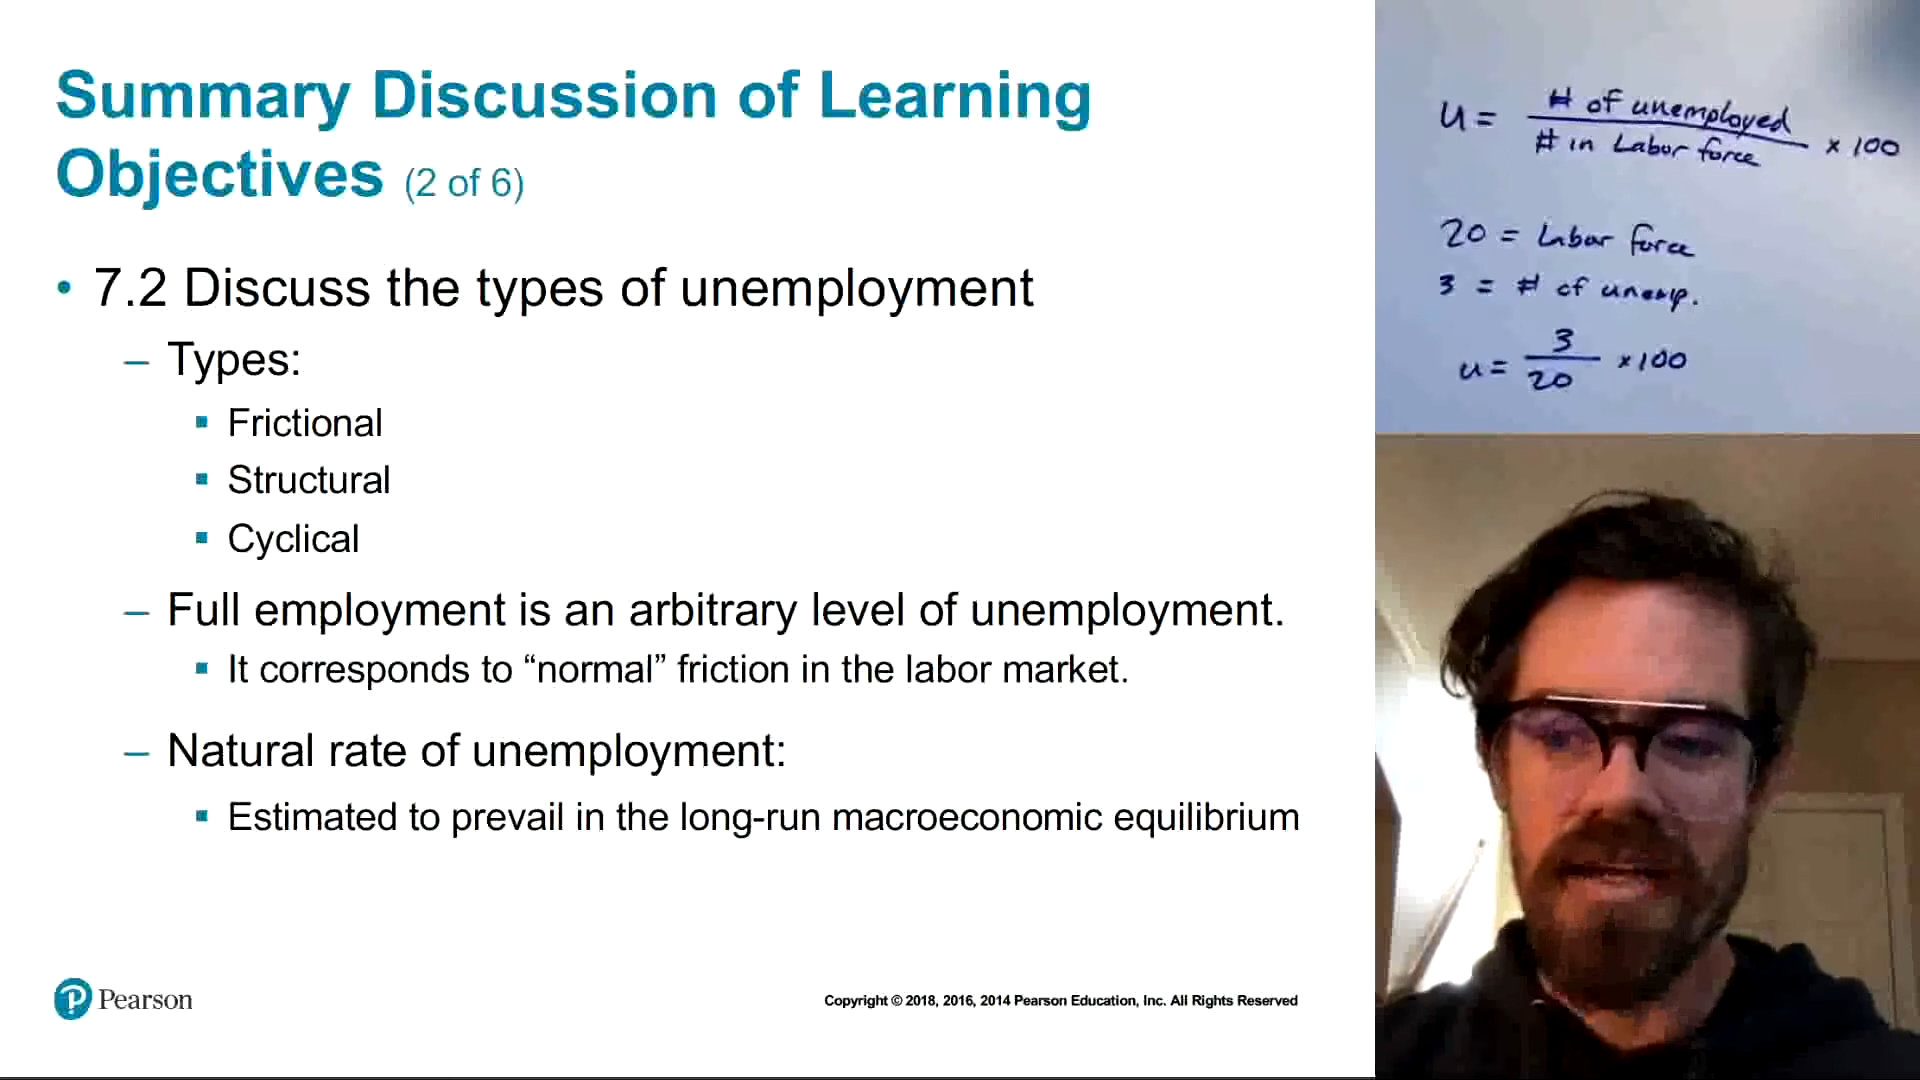 Summary Discussion of Learning
Objectives (2 of 6)
• 7.2 Discuss the types of unemployment
– Types:
▪ Frictional
▪ Structural
▪ Cyclical
– Full employment is an arbitrary level of unemployment.
▪ It corresponds to “normal” friction in the labor market.
– Natural rate of unemployment:
▪ Estimated to prevail in the long-run macroeconomic equilibrium
Pearson
Copyright © 2018, 2016, 2014 Pearson Education, Inc. All Rights Reserved
u = # of unemployed / # in Labor force × 100
20 = Labor force
3 = # of unemp.
u = 3 / 20 × 100